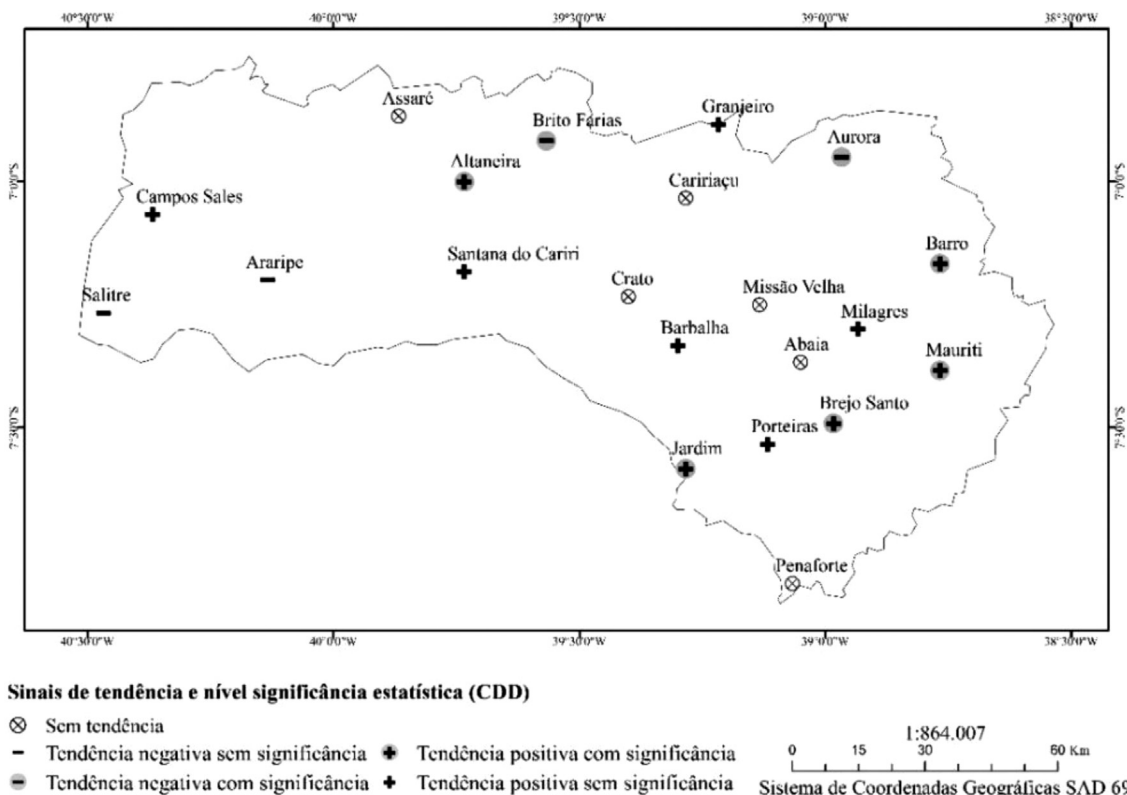 40°30'0"W 40°0'0"W 39°30'0"W 39°0'0"W 38°30'0"W
Assaré
Granjeiro
Brito Farias
Aurora
Altaneira
7°0'0"S 7°0'0"S
Caririaçu
Campos Sales
Barro
Santana do Cariri
Araripe
Crato
Missão Velha
Salitre
Milagres
Barbalha
Abaia
Mauriti
Brejo Santo
Porteiras
7°30'0"S 7°30'0"S
Jardim
Penaforte
40°30'0"W 40°0'0"W 39°30'0"W 39°0'0"W 38°30'0"W
Sinais de tendência e nível significância estatística (CDD)
Sem tendência
Tendência negativa sem significância
Tendência positiva com significância
Tendência negativa com significância
Tendência positiva sem significância
1:864.007
0 15 30 60 Km
Sistema de Coordenadas Geográficas SAD 69